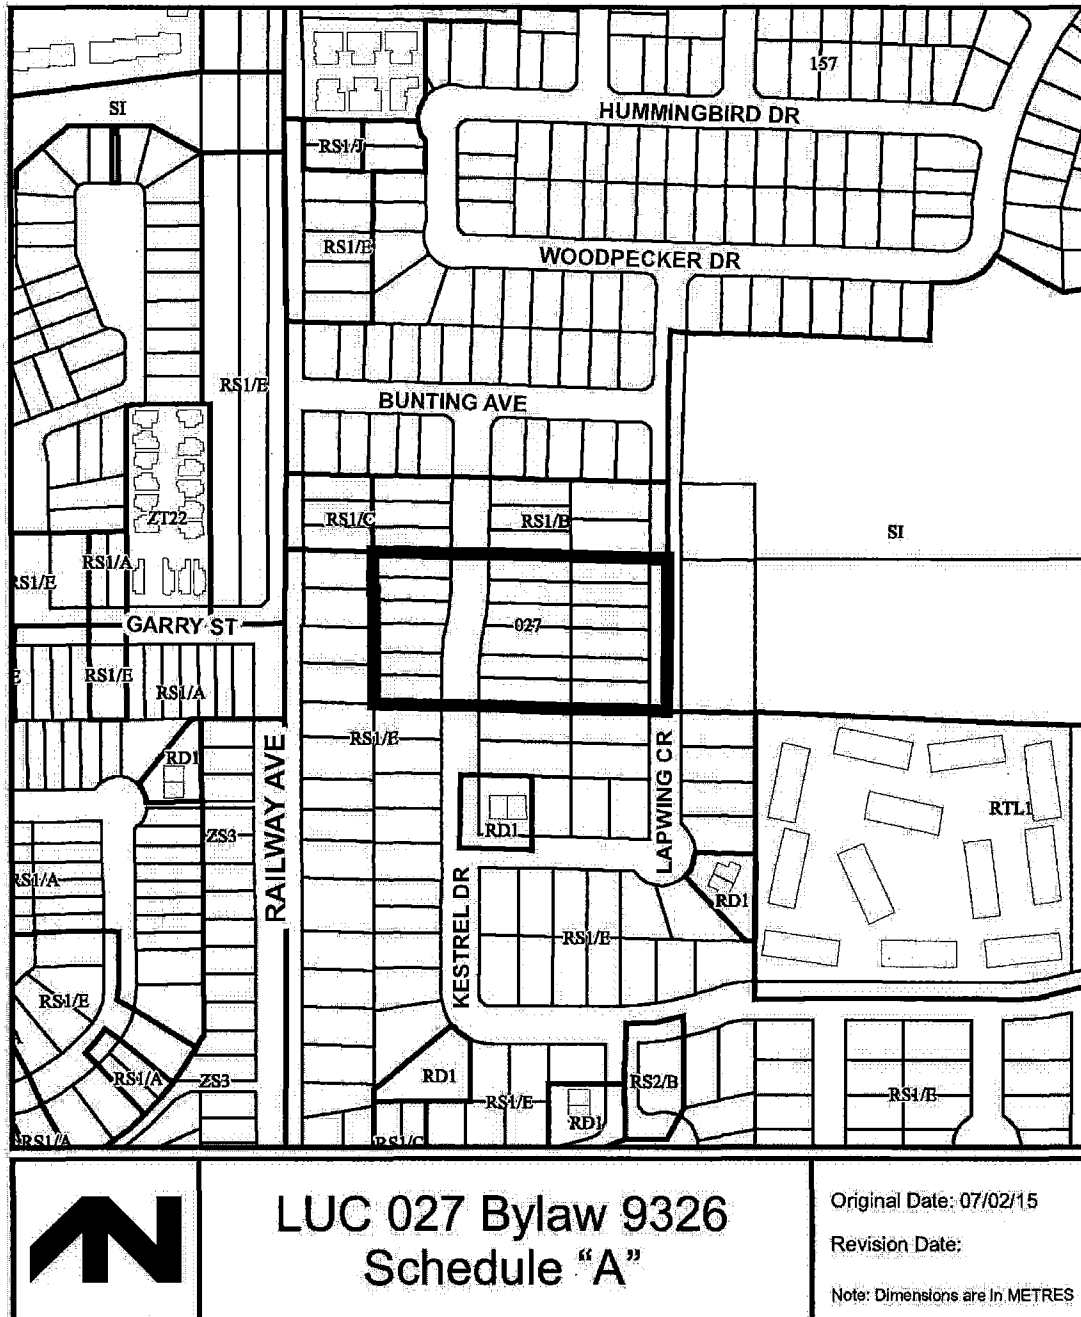 157
HUMMINGBIRD DR
SI
RS1/J
RS1/E
WOODPECKER DR
RS1/E
BUNTING AVE
RS1/C
RS1/B
ZT22
SI
RS1/A
RS1/E
GARRY ST
027
RS1/E
RS1/A
RS1/E
RD1
RAILWAY AVE
LAPWING CR
RTL1
RD1
ZS3
RS1/A
RD1
KESTREL DR
RS1/E
RS1/E
RD1
RS1/A
ZS3
RS2/B
RS1/E
RS1/E
RD1
RS1/A
RS1/C
N
LUC 027 Bylaw 9326
Schedule “A”
Original Date: 07/02/15
Revision Date:
Note: Dimensions are in METRES